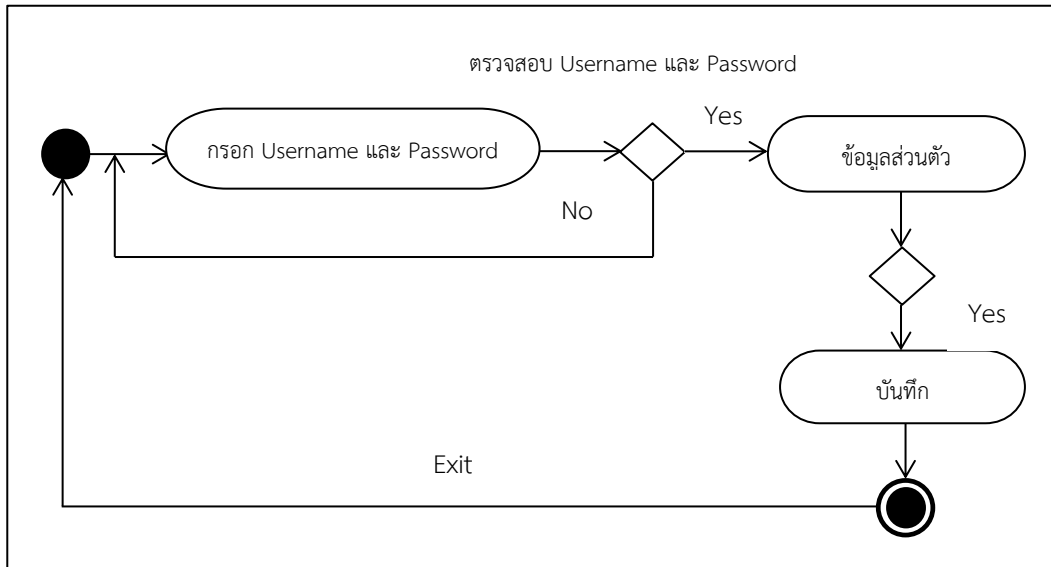 ตรวจสอบ Username และ Password
Yes
กรอก Username และ Password
ข้อมูลส่วนตัว
No
Yes
บันทึก
Exit